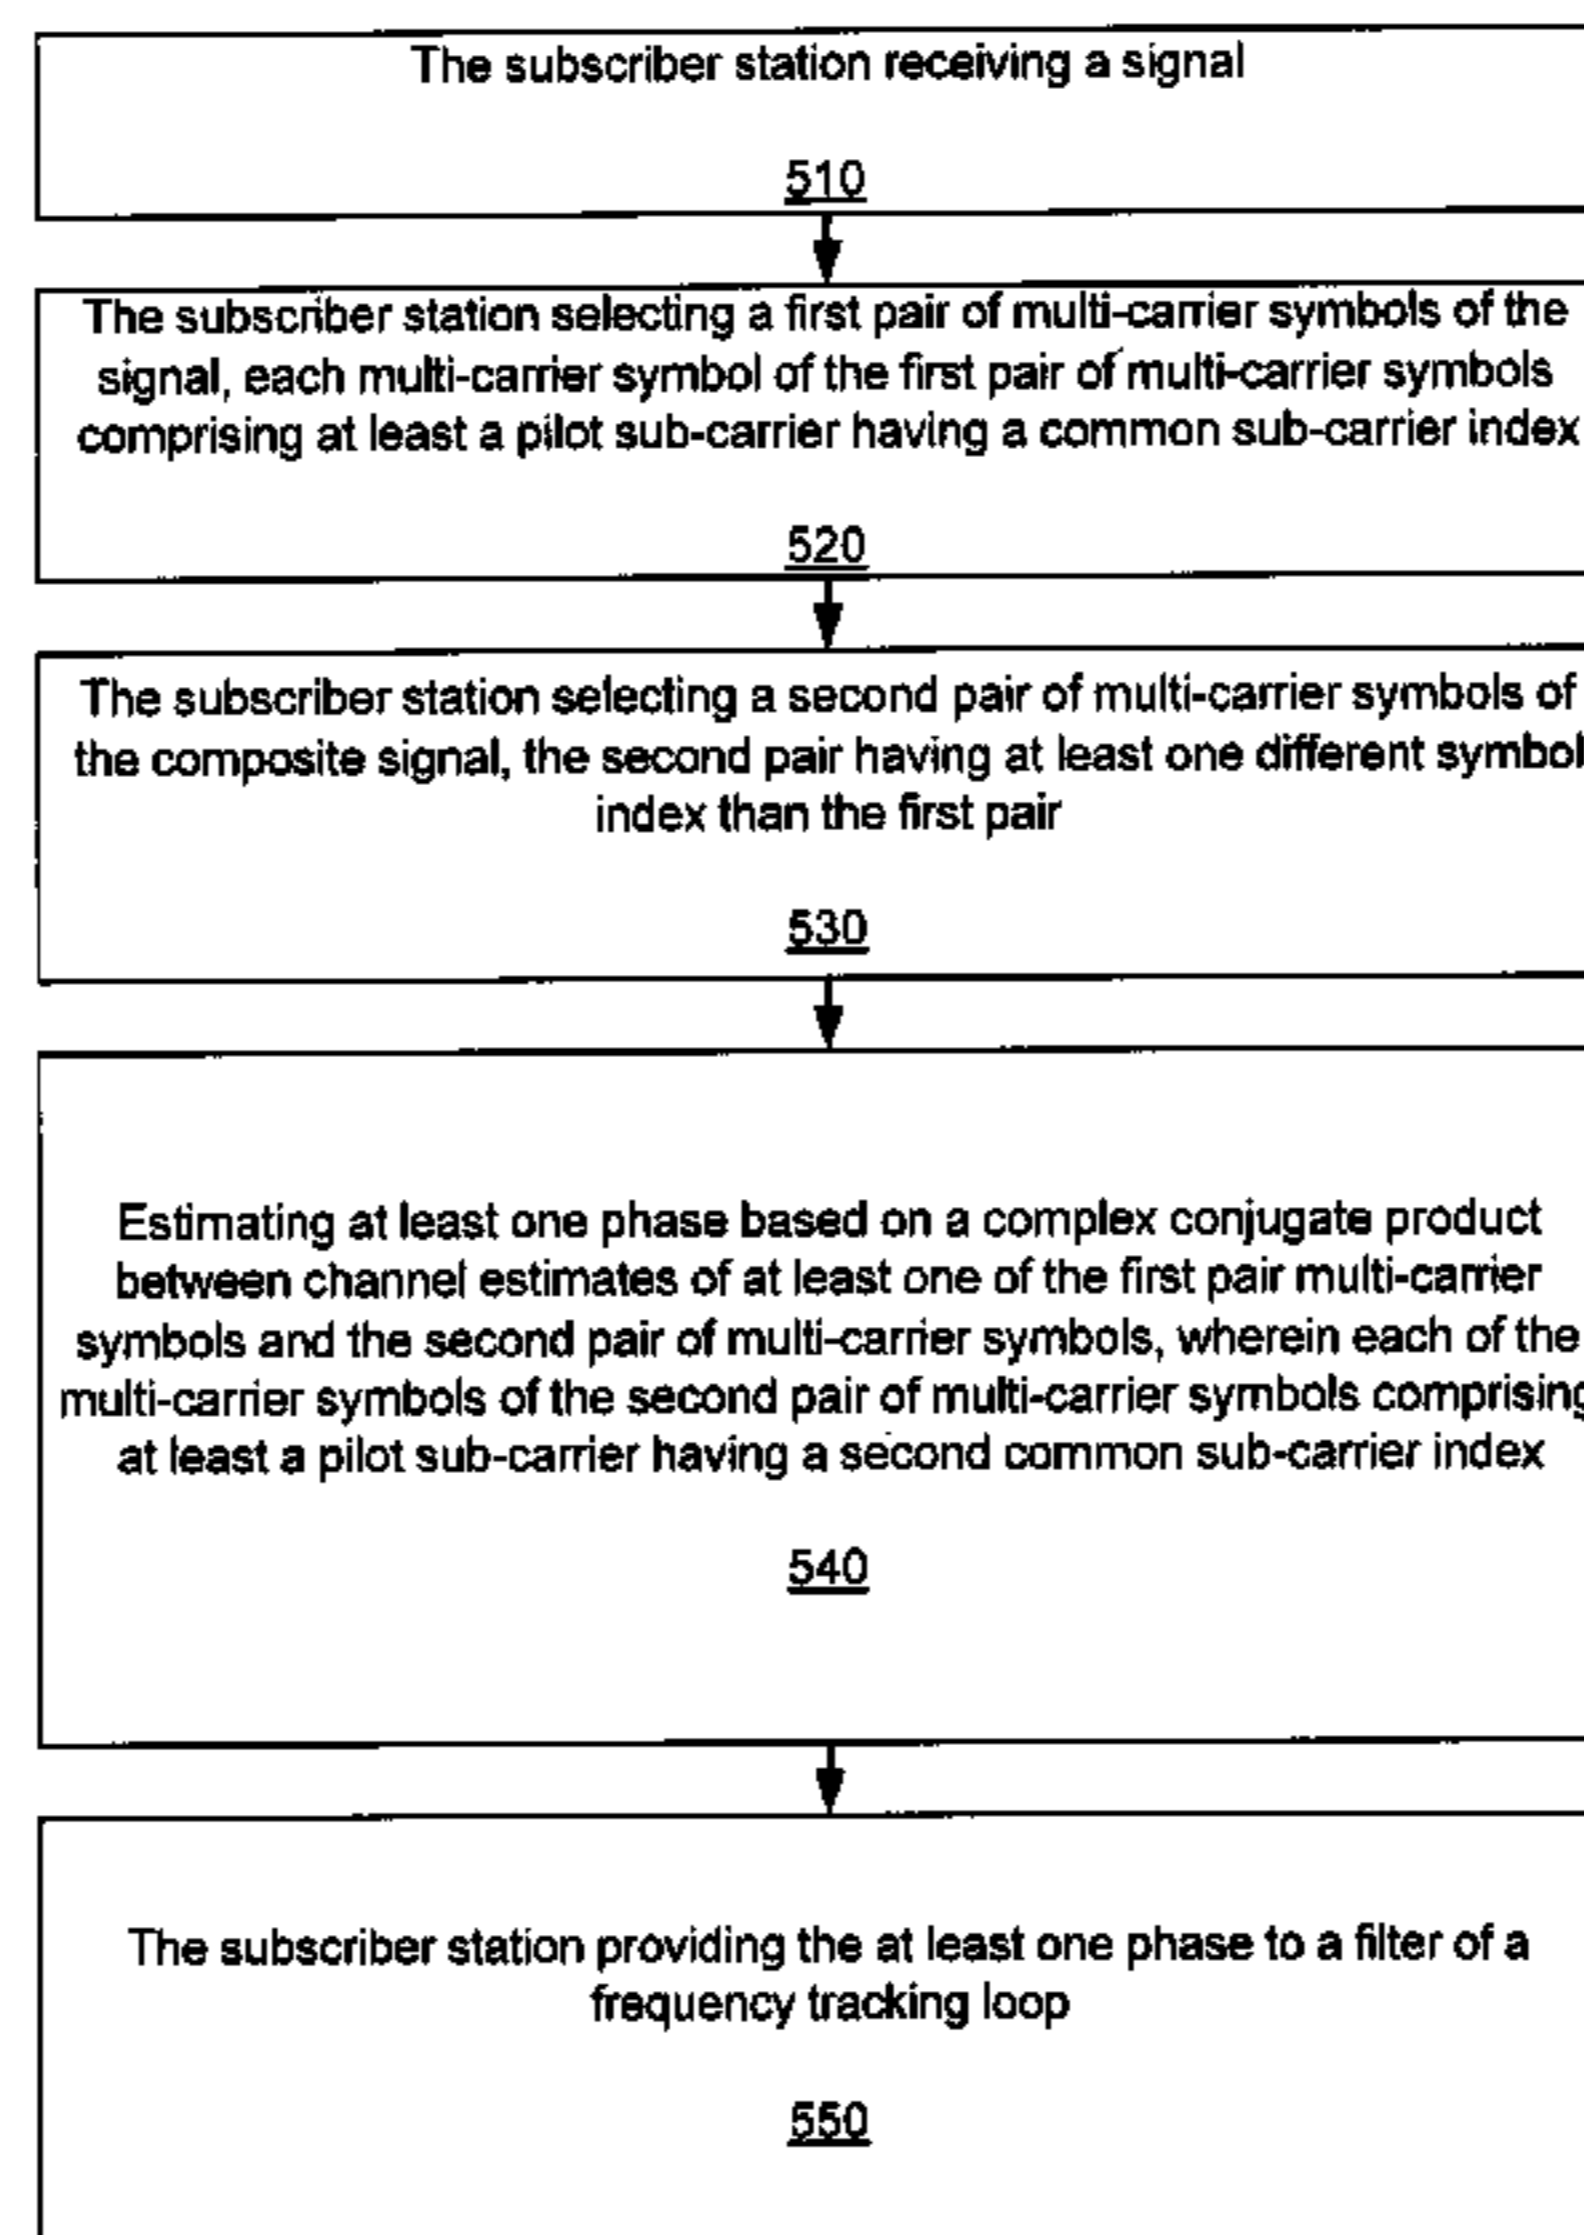 The subscriber station receiving a signal
510
The subscriber station selecting a first pair of multi-carrier symbols of the
signal, each multi-carrier symbol of the first pair of multi-carrier symbols
comprising at least a pilot sub-carrier having a common sub-carrier index
520
The subscriber station selecting a second pair of multi-carrier symbols of
the composite signal, the second pair having at least one different symbol
index than the first pair
530
Estimating at least one phase based on a complex conjugate product
between channel estimates of at least one of the first pair multi-carrier
symbols and the second pair of multi-carrier symbols, wherein each of the
multi-carrier symbols of the second pair of multi-carrier symbols comprising
at least a pilot sub-carrier having a second common sub-carrier index
540
The subscriber station providing the at least one phase to a filter of a
frequency tracking loop
550